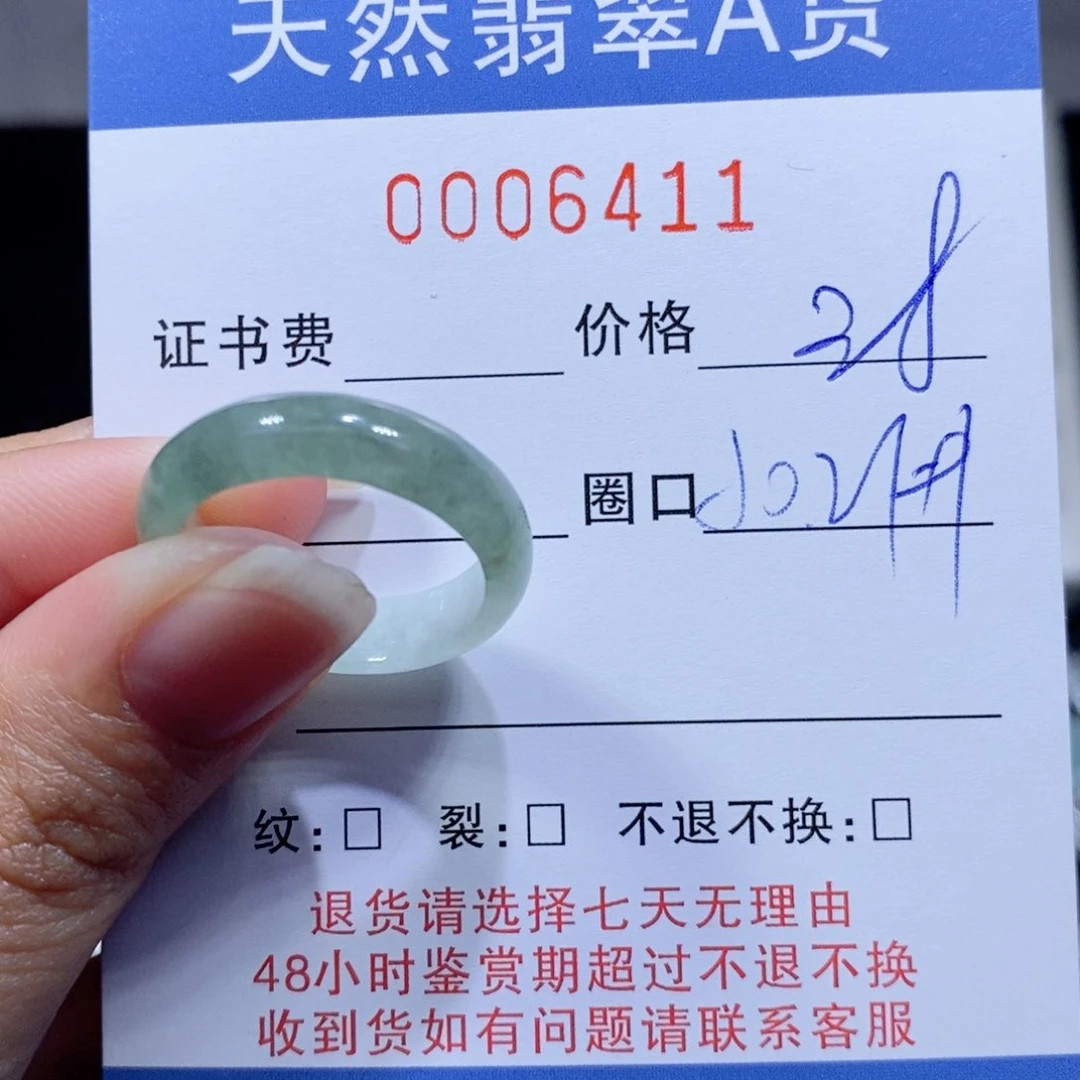 天然翡翠A货
0006411
证书费 价格 38
圈口
纹:□ 裂:□ 不退不换:□
退货请选择七天无理由
48小时鉴赏期超过不退不换
收到货如有问题请联系客服